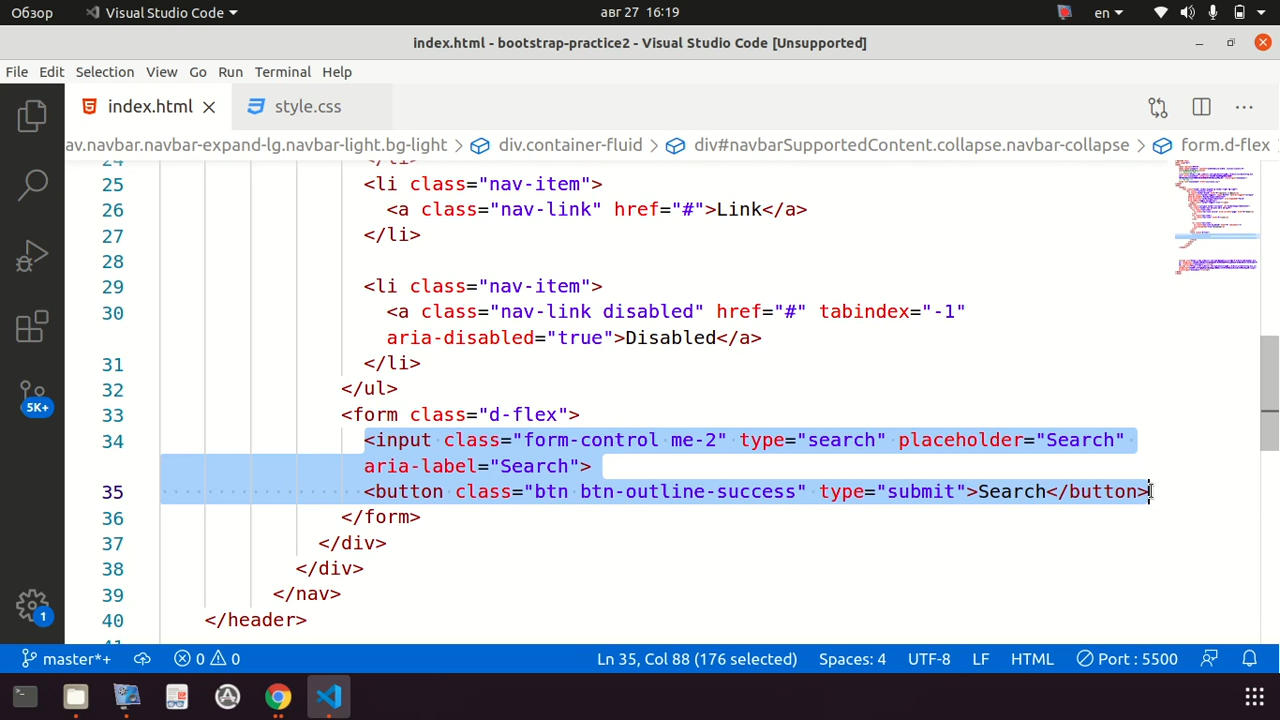 Обзор
Visual Studio Code
авг 27 16:19
en
index.html - bootstrap-practice2 - Visual Studio Code [Unsupported]
File Edit Selection View Go Run Terminal Help
index.html
style.css
av.navbar.navbar-expand-lg.navbar-light.bg-light > div.container-fluid > div#navbarSupportedContent.collapse.navbar-collapse > form.d-flex
24 </li>
25 <li class="nav-item">
26 <a class="nav-link" href="#">Link</a>
27 </li>
28
29 <li class="nav-item">
30 <a class="nav-link disabled" href="#" tabindex="-1"
aria-disabled="true">Disabled</a>
31 </li>
32 </ul>
33 <form class="d-flex">
34 <input class="form-control me-2" type="search" placeholder="Search"
aria-label="Search">
35 <button class="btn btn-outline-success" type="submit">Search</button>
36 </form>
37 </div>
38 </div>
39 </nav>
40 </header>
41
5K+
1
master*+ 0 0 Ln 35, Col 88 (176 selected) Spaces: 4 UTF-8 LF HTML Port : 5500